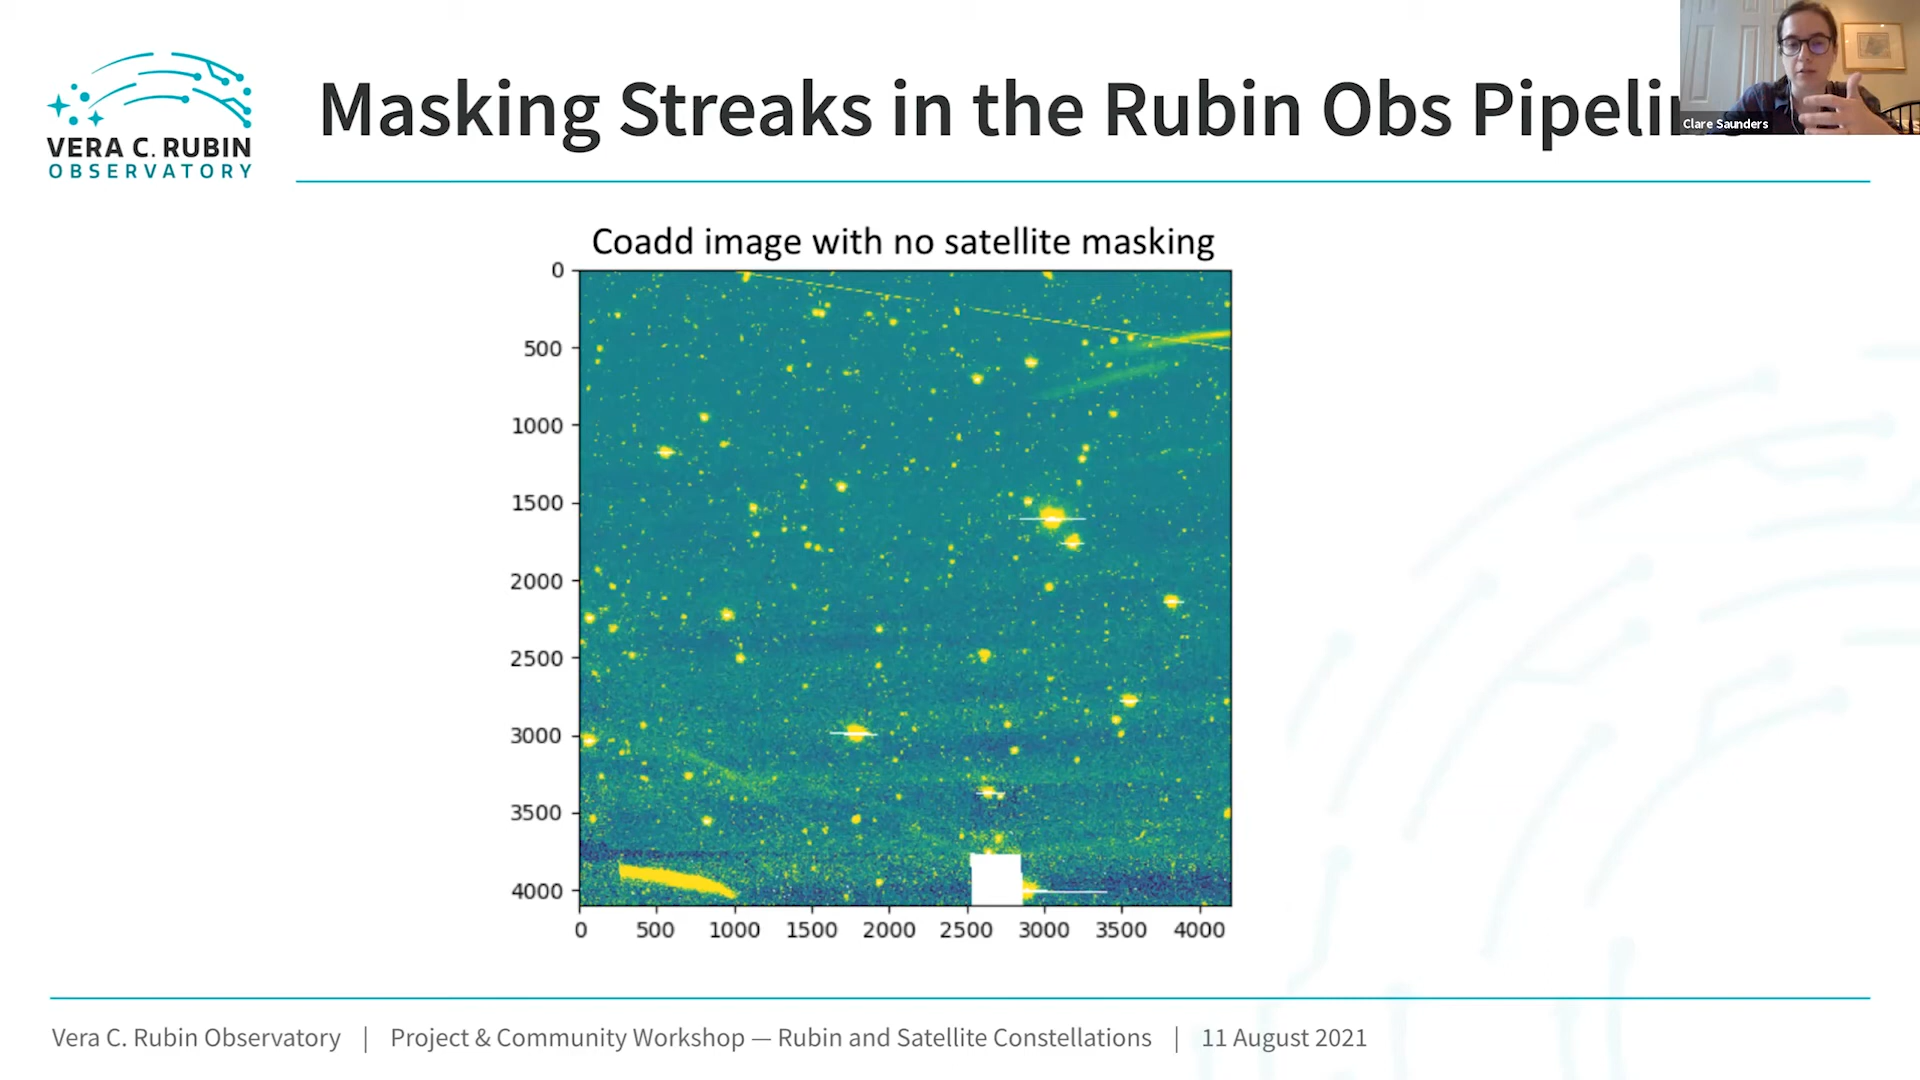 VERA C. RUBIN
OBSERVATORY
Masking Streaks in the Rubin Obs
Clare Saunders
Coadd image with no satellite masking
0
500
1000
1500
2000
2500
3000
3500
4000
0 500 1000 1500 2000 2500 3000 3500 4000
Vera C. Rubin Observatory | Project & Community Workshop — Rubin and Satellite Constellations | 11 August 2021